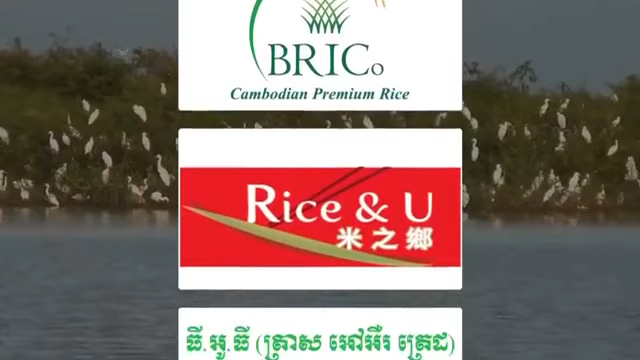 BRICo
Cambodian Premium Rice
Rice & U
米之鄉
ធី.អូ.ធី (ត្រាស អៅអឺរ ត្រេដ)